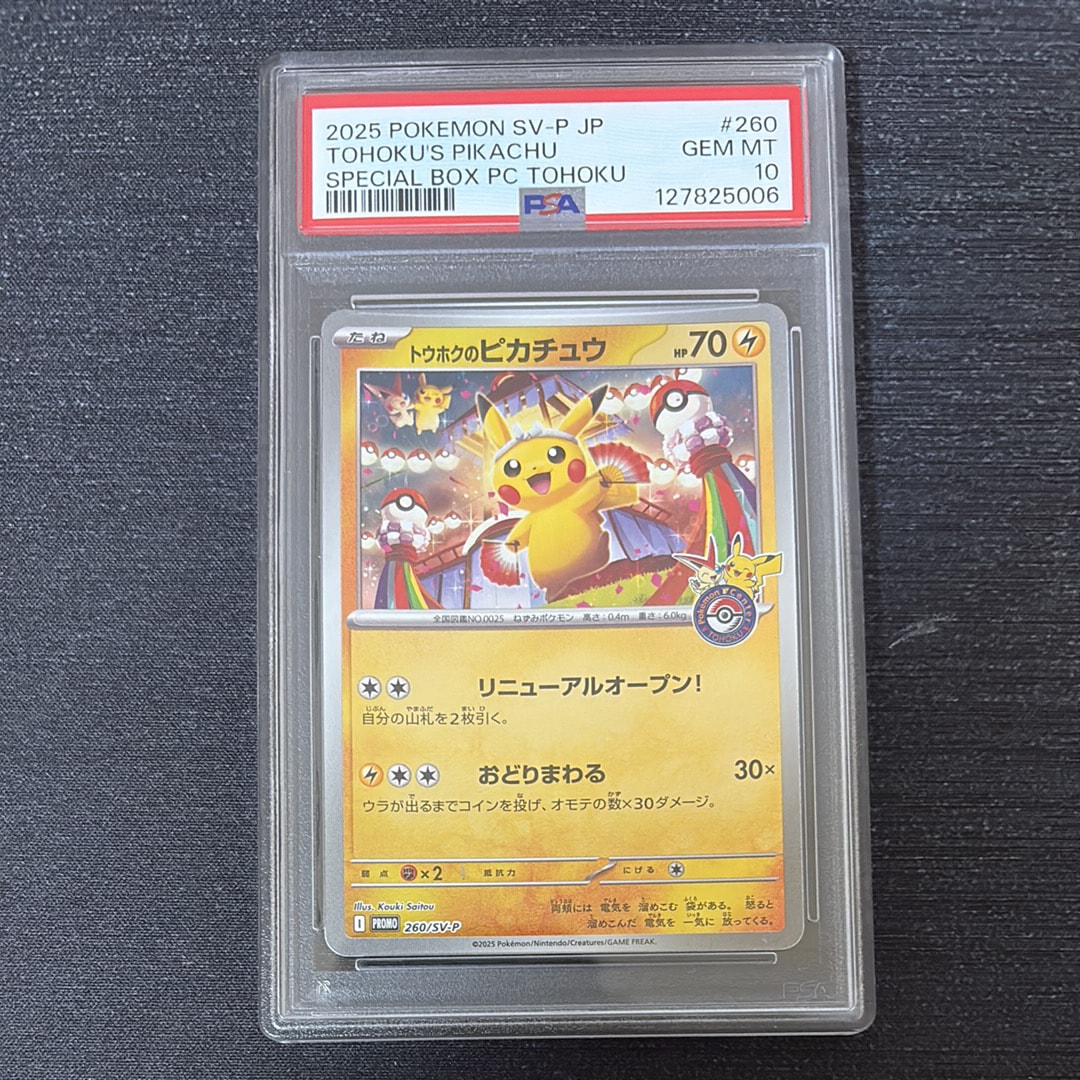 2025 POKEMON SV-P JP #260
TOHOKU'S PIKACHU GEM MT
SPECIAL BOX PC TOHOKU 10
PSA 127825006
たね トウホクのピカチュウ HP 70
全国図鑑NO.0025 ねずみポケモン 高さ:0.4m 重さ:6.0kg
Pokémon Center
TOHOKU
リニューアルオープン!
自分の山札を2枚引く。
おどりまわる 30×
ウラが出るまでコインを投げ、オモテの数×30ダメージ。
弱点 ×2 抵抗力 にげる
Illus. Kouki Saitou
両頬には 電気を 溜めこむ 袋がある。 怒ると
溜めこんだ 電気を 一気に 放ってくる。
I PROMO 260/SV-P
©2025 Pokémon/Nintendo/Creatures/GAME FREAK.
PSA